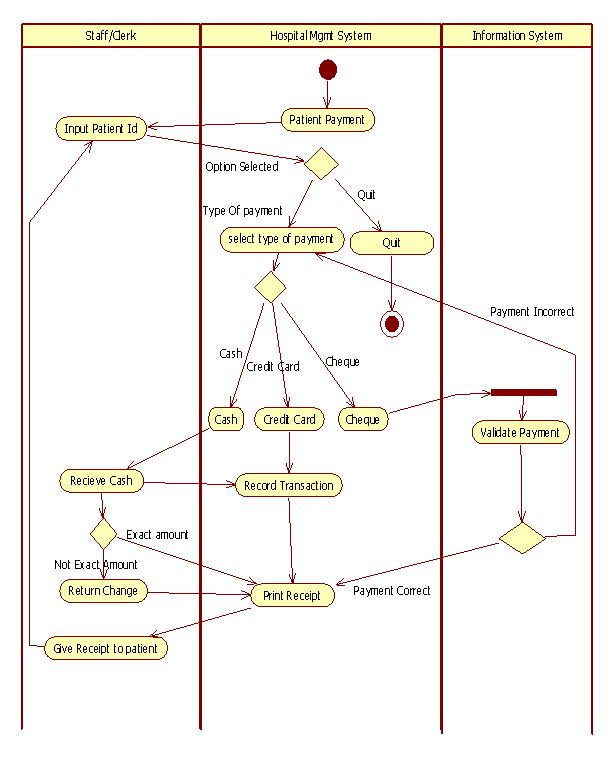 Staff/Clerk
Hospital Mgmt System
Information System
Patient Payment
Input Patient Id
Option Selected
Quit
Type Of payment
select type of payment
Quit
Payment Incorrect
Cash
Credit Card
Cheque
Cash
Credit Card
Cheque
Validate Payment
Recieve Cash
Record Transaction
Exact amount
Not Exact Amount
Return Change
Print Receipt
Payment Correct
Give Receipt to patient